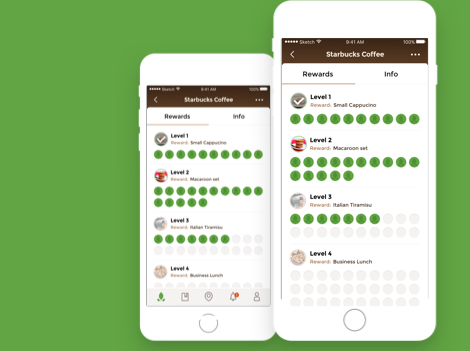 Sketch 9:41 AM 100%
Starbucks Coffee
Rewards Info
Level 1
Reward: Small Cappucino
Level 2
Reward: Macaroon set
Level 3
Reward: Italian Tiramisu
Level 4
Reward: Business Lunch
Sketch 9:41 AM 100%
Starbucks Coffee
Rewards Info
Level 1
Reward: Small Cappucino
Level 2
Reward: Macaroon set
Level 3
Reward: Italian Tiramisu
Level 4
Reward: Business Lunch